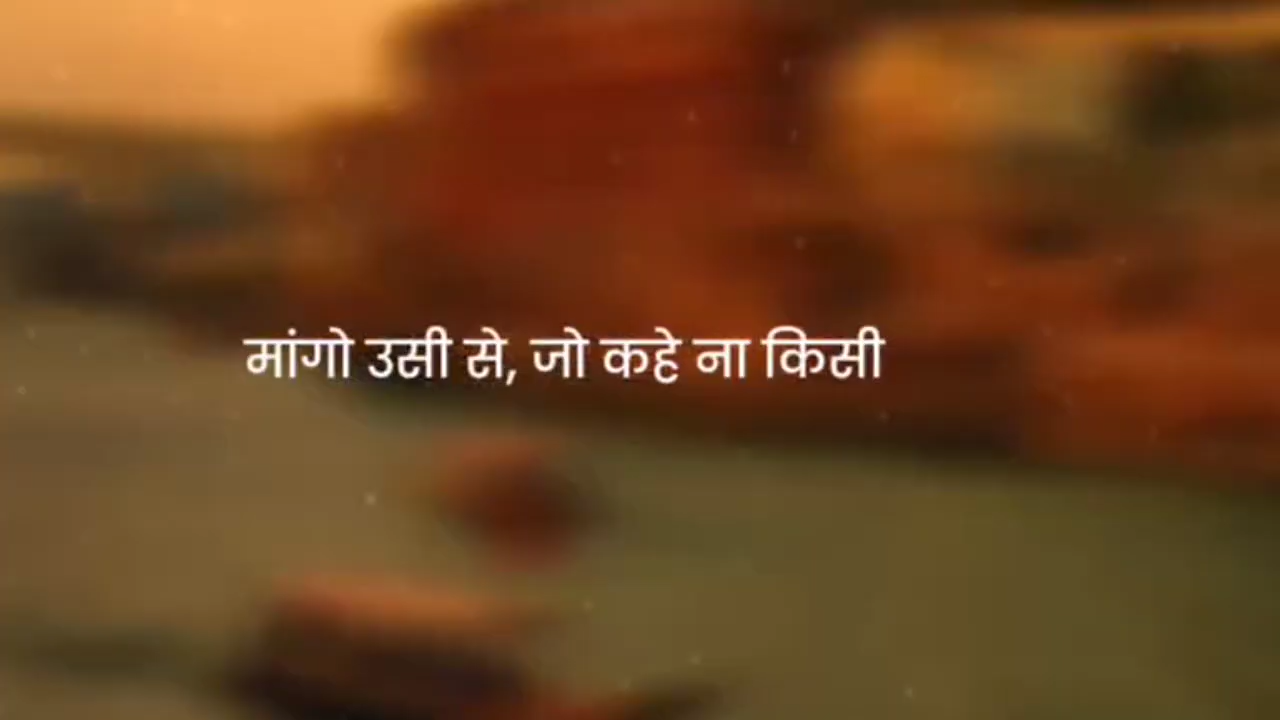 मांगो उसी से, जो कहे ना किसी